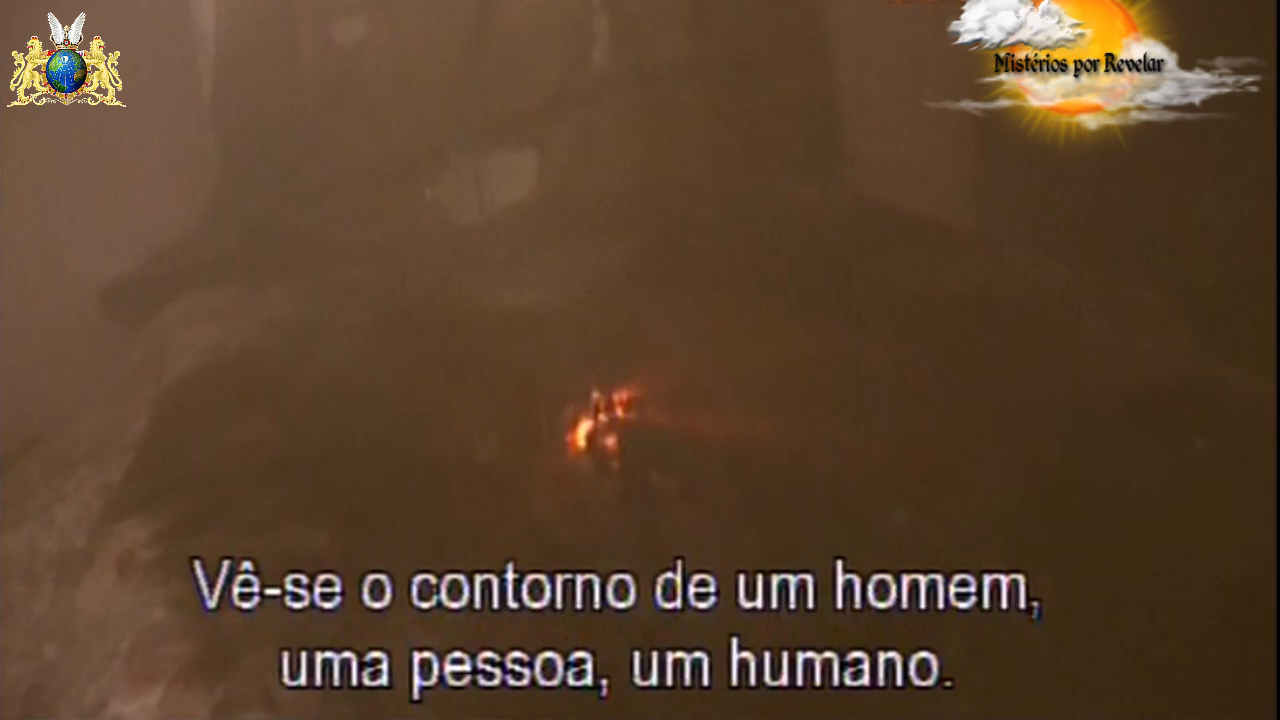 Mistérios por Revelar
Vê-se o contorno de um homem,
uma pessoa, um humano.